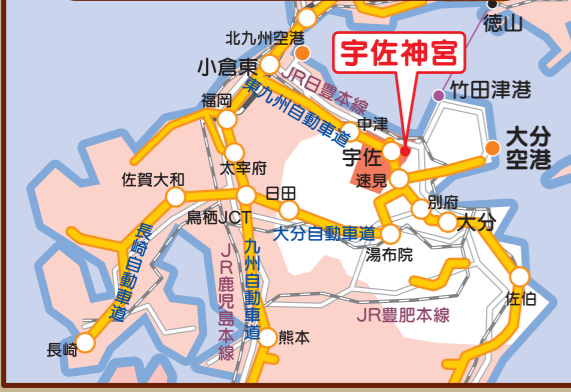 徳山
北九州空港
宇佐神宮
小倉東
JR日豊本線
竹田津港
東九州自動車道
福岡
中津
大分
空港
宇佐
太宰府
速見
佐賀大和
日田
別府
鳥栖JCT
大分
大分自動車道
湯布院
長崎自動車道
JR鹿児島本線
九州自動車道
佐伯
JR豊肥本線
熊本
長崎